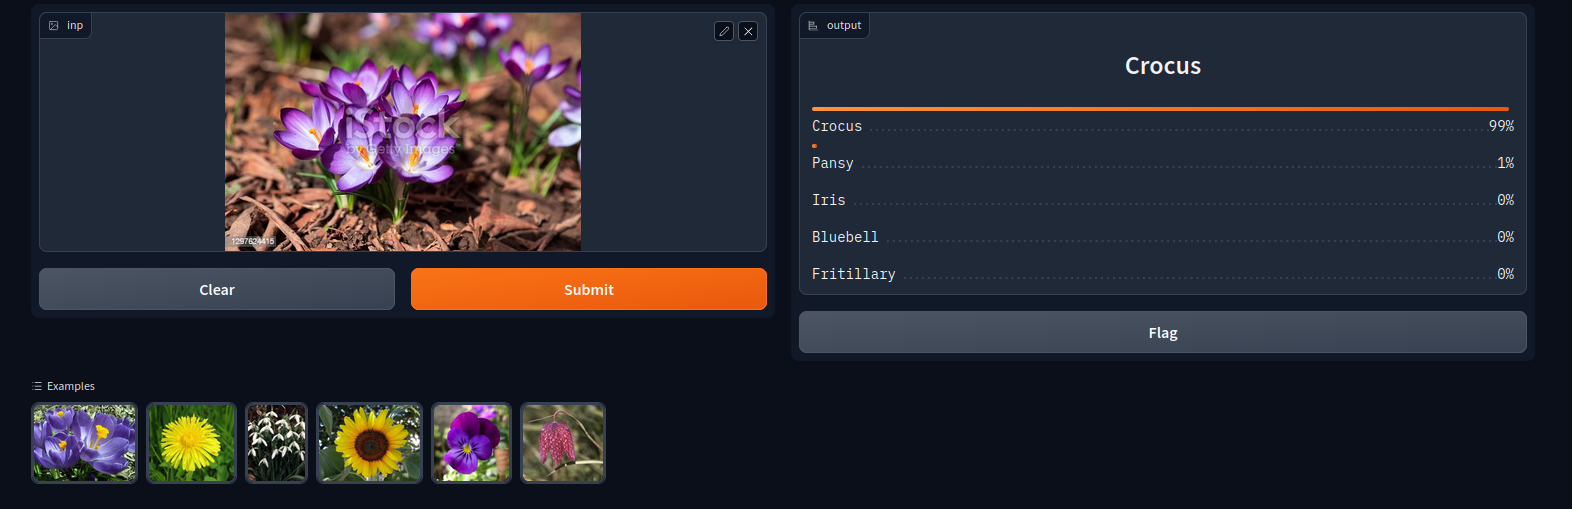 inp
iStock
by Getty Images
1297624415
Clear
Submit
output
Crocus
Crocus 99%
Pansy 1%
Iris 0%
Bluebell 0%
Fritillary 0%
Flag
Examples